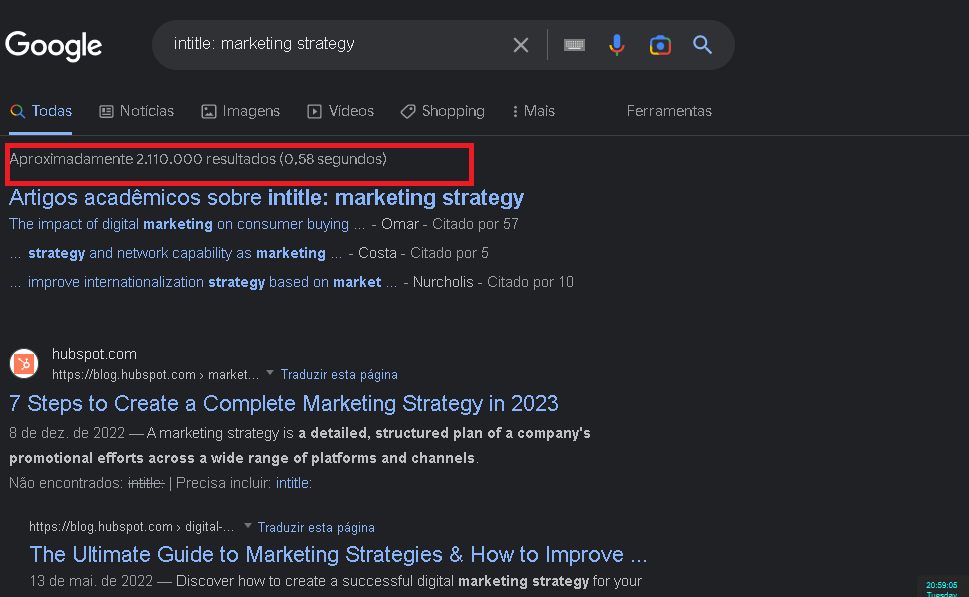 Google
intitle: marketing strategy
Todas Notícias Imagens Vídeos Shopping Mais Ferramentas
Aproximadamente 2.110.000 resultados (0,58 segundos)
Artigos acadêmicos sobre intitle: marketing strategy
The impact of digital marketing on consumer buying ... - Omar - Citado por 57
... strategy and network capability as marketing ... - Costa - Citado por 5
... improve internationalization strategy based on market ... - Nurcholis - Citado por 10
hubspot.com
https://blog.hubspot.com › market... Traduzir esta página
7 Steps to Create a Complete Marketing Strategy in 2023
8 de dez. de 2022 — A marketing strategy is a detailed, structured plan of a company's
promotional efforts across a wide range of platforms and channels.
Não encontrados: intitle: | Precisa incluir: intitle:
https://blog.hubspot.com › digital-... Traduzir esta página
The Ultimate Guide to Marketing Strategies & How to Improve ...
13 de mai. de 2022 — Discover how to create a successful digital marketing strategy for your
20:59:05
Tuesday